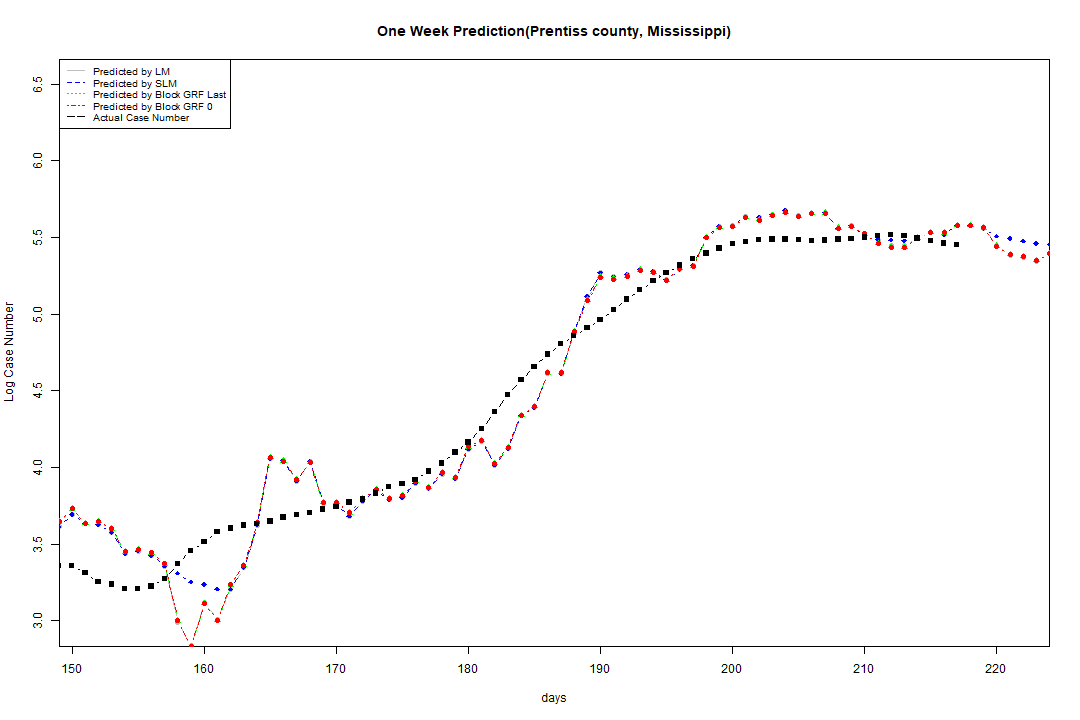 One Week Prediction(Prentiss county, Mississippi)
Predicted by LM
Predicted by SLM
Predicted by Block GRF Last
Predicted by Block GRF 0
Actual Case Number
6.5
6.0
5.5
5.0
4.5
4.0
3.5
3.0
Log Case Number
150 160 170 180 190 200 210 220
days